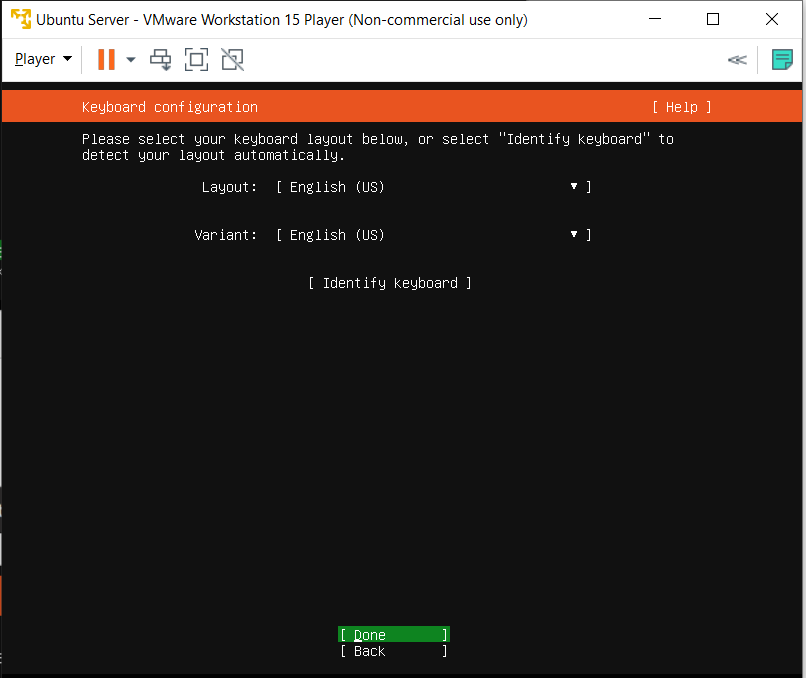 Ubuntu Server - VMware Workstation 15 Player (Non-commercial use only)
Player
Keyboard configuration [ Help ]
Please select your keyboard layout below, or select "Identify keyboard" to
detect your layout automatically.
Layout: [ English (US) ▾ ]
Variant: [ English (US) ▾ ]
[ Identify keyboard ]
[ Done ]
[ Back ]